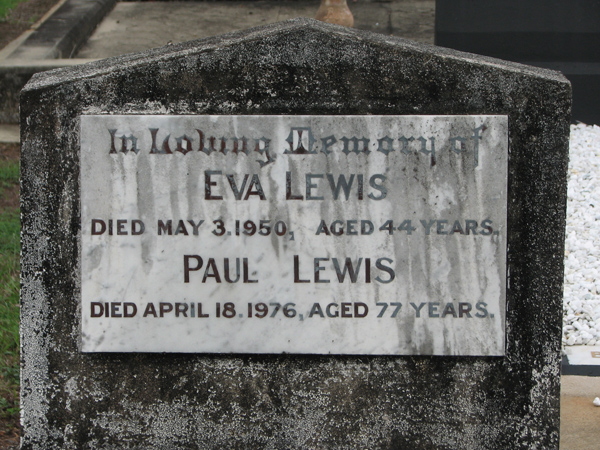 In Loving Memory of
EVA LEWIS
DIED MAY 3. 1950, AGED 44 YEARS.
PAUL LEWIS
DIED APRIL 18. 1976, AGED 77 YEARS.